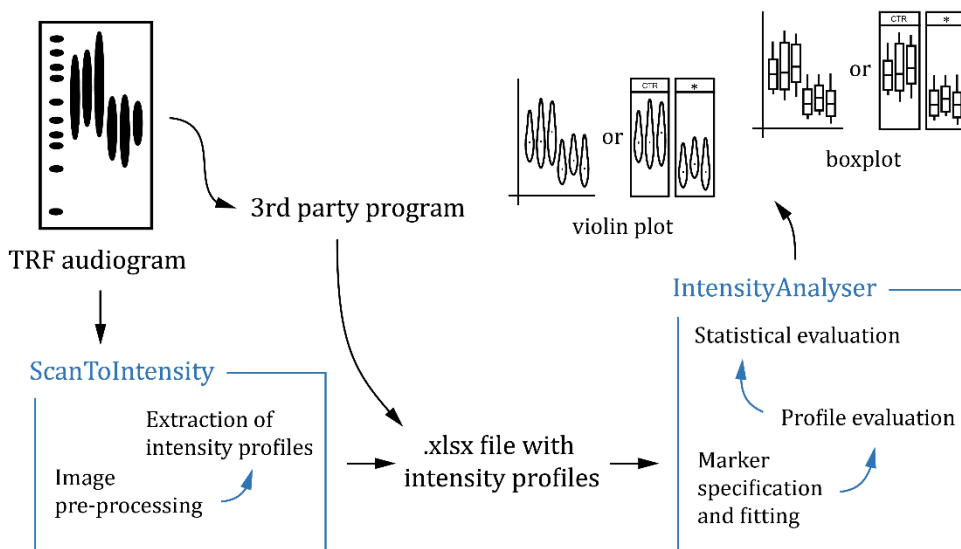 CTR
*
or
boxplot
CTR
*
or
violin plot
3rd party program
TRF audiogram
ScanToIntensity
Extraction of
intensity profiles
Image
pre-processing
.xlsx file with
intensity profiles
IntensityAnalyser
Statistical evaluation
Profile evaluation
Marker
specification
and fitting